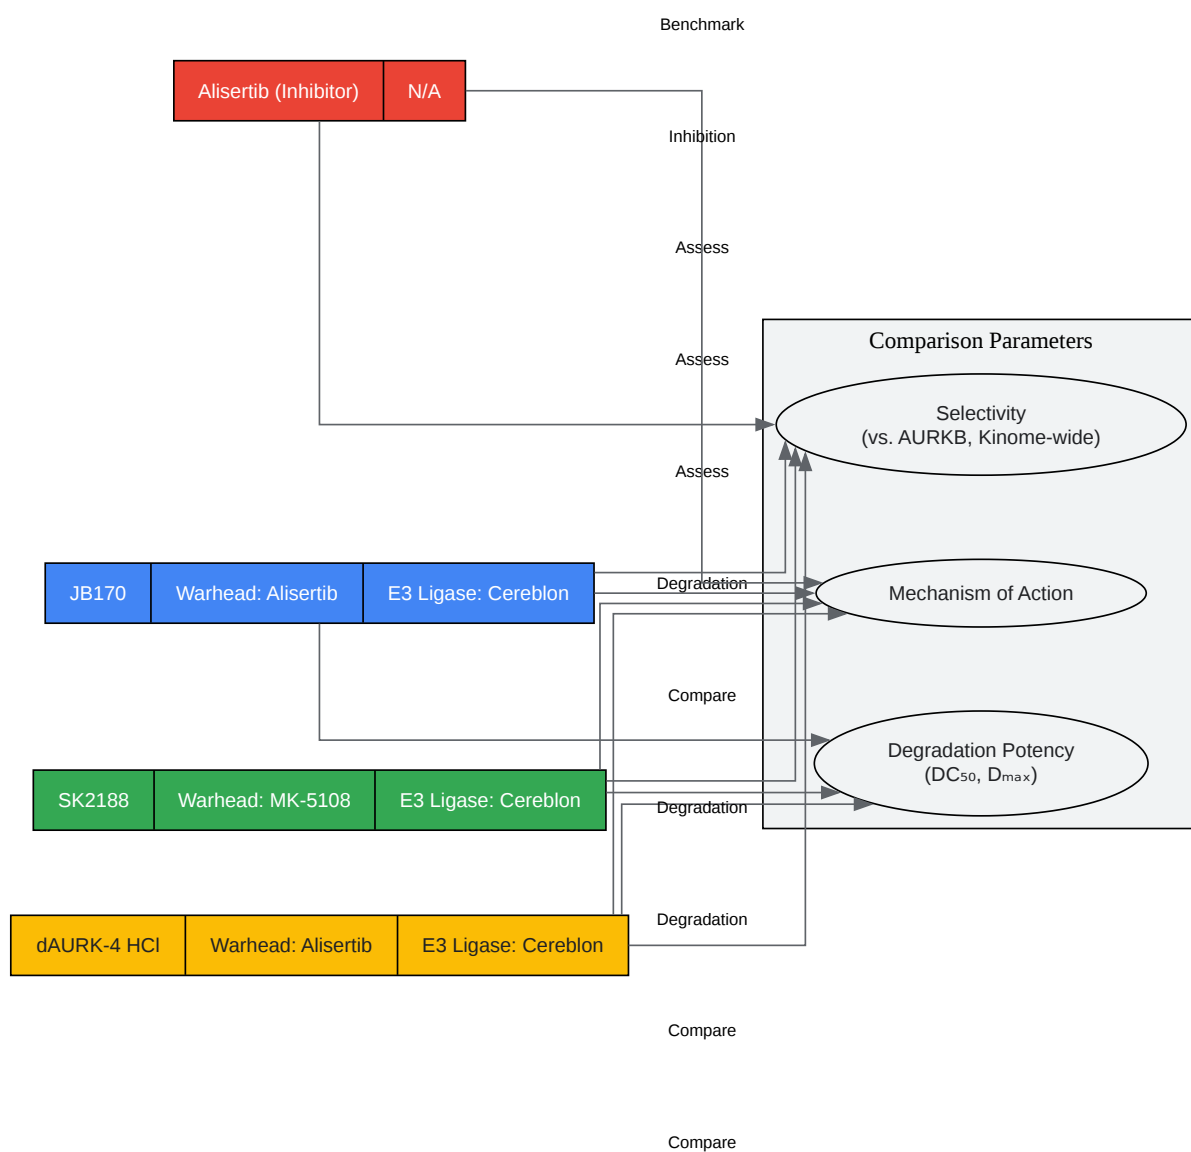 Benchmark
Alisertib (Inhibitor)
N/A
Inhibition
Assess
Comparison Parameters
Assess
Selectivity
(vs. AURKB, Kinome-wide)
Assess
JB170
Warhead: Alisertib
E3 Ligase: Cereblon
Degradation
Mechanism of Action
Compare
Degradation Potency
(DC₅₀, Dₘₐₓ)
SK2188
Warhead: MK-5108
E3 Ligase: Cereblon
Degradation
dAURK-4 HCl
Warhead: Alisertib
E3 Ligase: Cereblon
Degradation
Compare
Compare